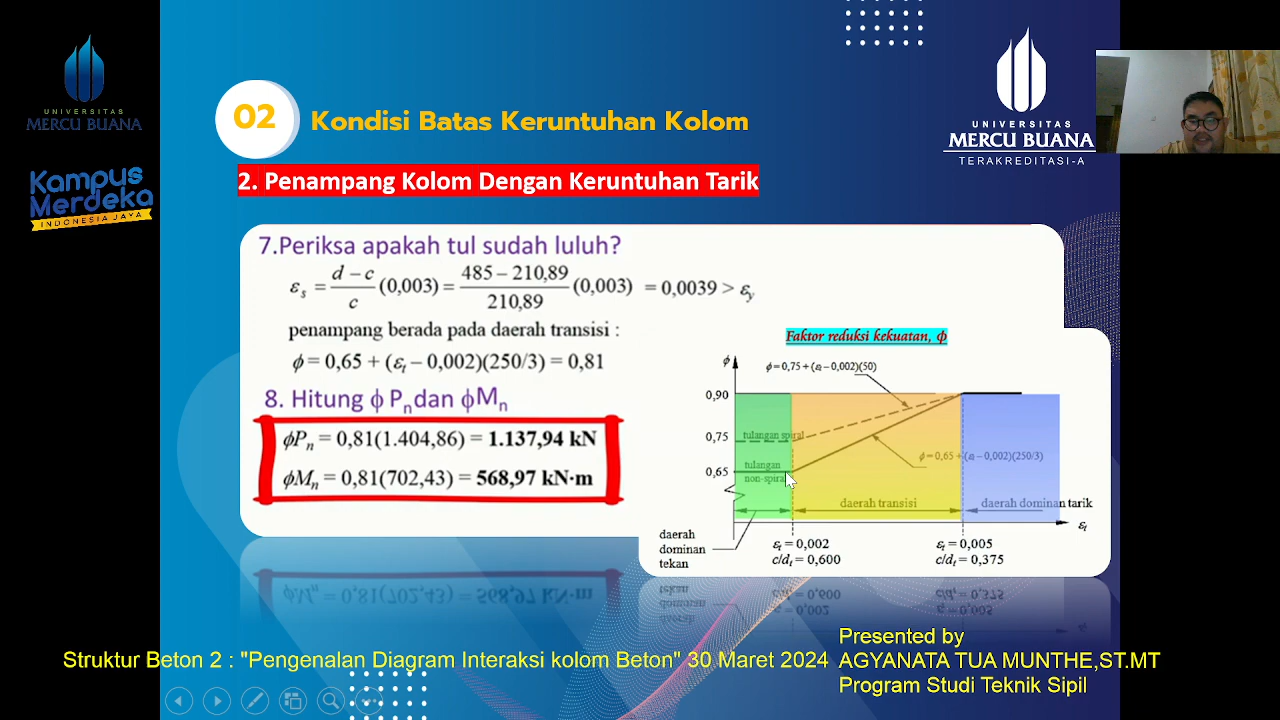 UNIVERSITAS
MERCU BUANA
Kampus
Merdeka
INDONESIA JAYA
02
Kondisi Batas Keruntuhan Kolom
UNIVERSITAS
MERCU BUANA
TERAKREDITASI-A
2. Penampang Kolom Dengan Keruntuhan Tarik
7.Periksa apakah tul sudah luluh?
εs = (d – c)/c (0,003) = (485 – 210,89)/210,89 (0,003) = 0,0039 > εy
penampang berada pada daerah transisi :
ϕ = 0,65 + (εt – 0,002)(250/3) = 0,81
8. Hitung ϕ Pn dan ϕMn
ϕPn = 0,81(1.404,86) = 1.137,94 kN
ϕMn = 0,81(702,43) = 568,97 kN·m
Faktor reduksi kekuatan, ϕ
ϕ
ϕ = 0,75 + (εt – 0,002)(50)
0,90
0,75
tulangan spiral
ϕ = 0,65 + (εt – 0,002)(250/3)
0,65
tulangan
non-spiral
daerah transisi
daerah dominan tarik
εt
daerah
dominan
tekan
εt = 0,002
c/dt = 0,600
εt = 0,005
c/dt = 0,375
Struktur Beton 2 : "Pengenalan Diagram Interaksi kolom Beton" 30 Maret 2024
Presented by
AGYANATA TUA MUNTHE,ST.MT
Program Studi Teknik Sipil